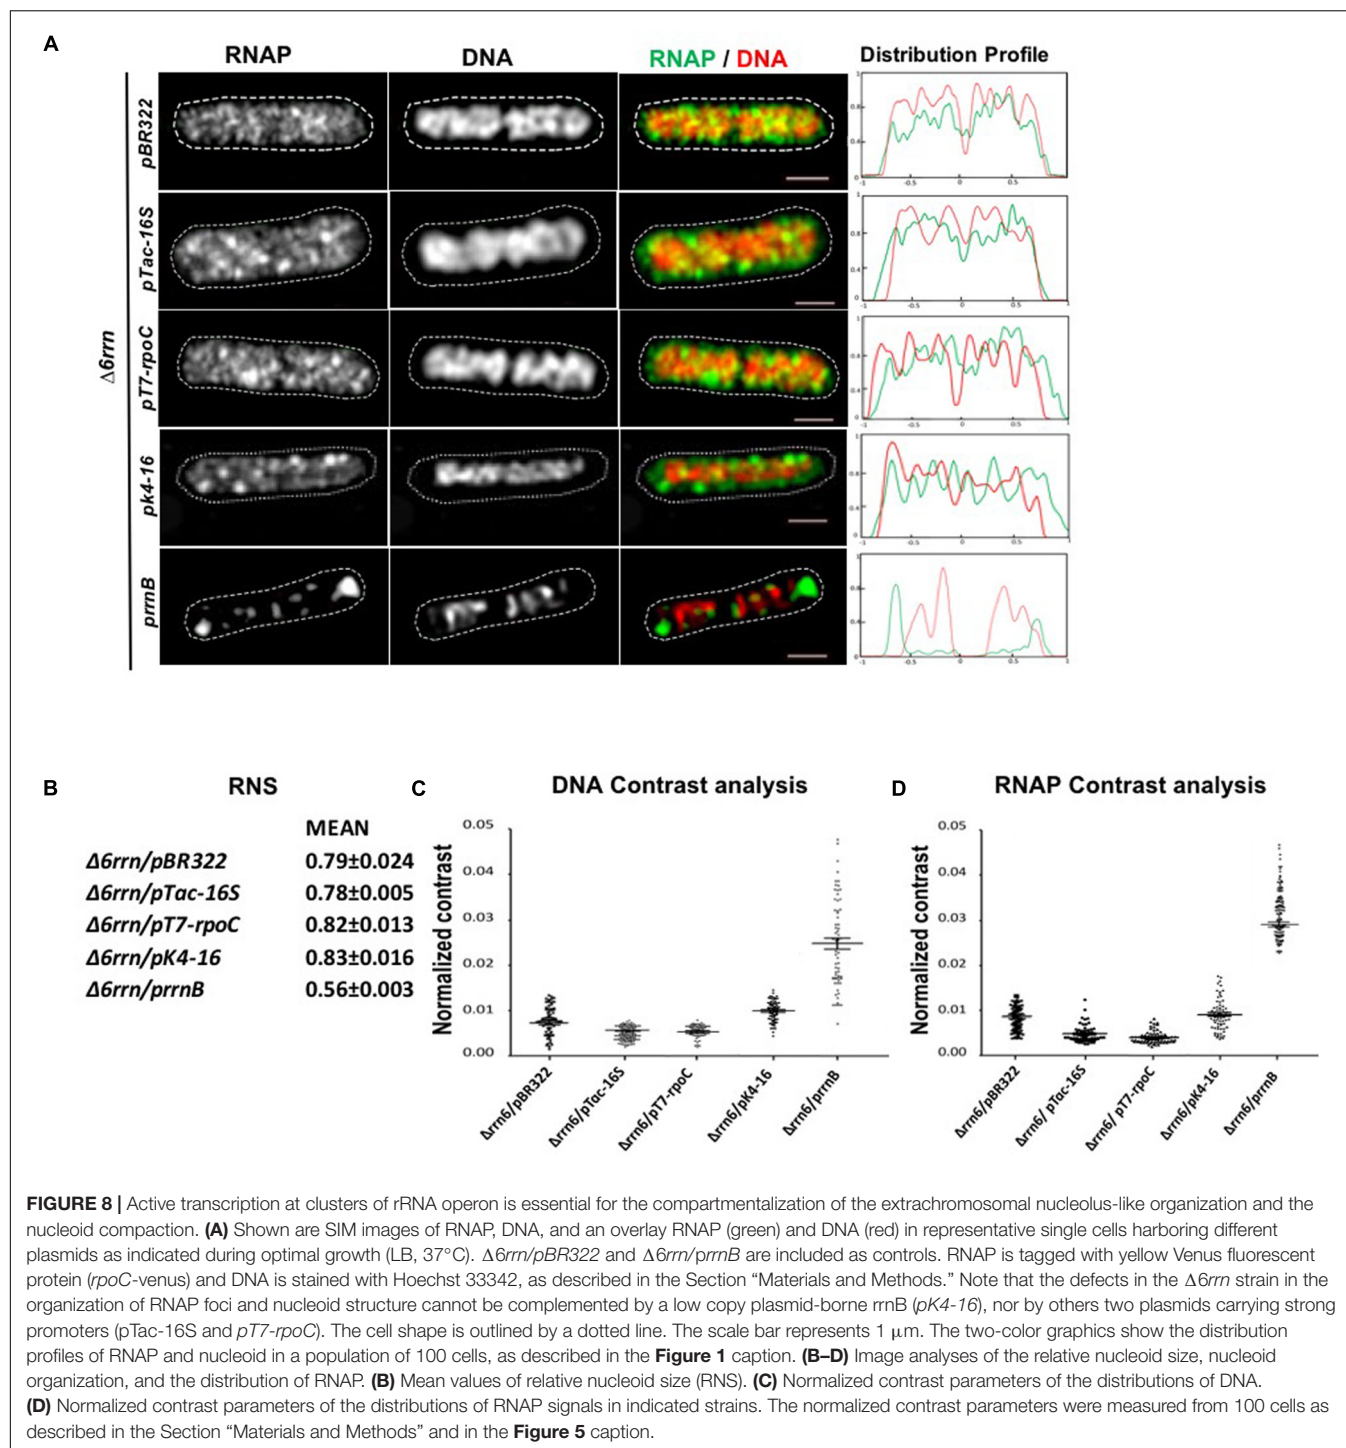 A
RNAP
DNA
RNAP / DNA
Distribution Profile
Δ6rrn
pBR322
pTac-16S
pT7-rpoC
pk4-16
prrnB
B
RNS
MEAN
Δ6rrn/pBR322 0.79±0.024
Δ6rrn/pTac-16S 0.78±0.005
Δ6rrn/pT7-rpoC 0.82±0.013
Δ6rrn/pK4-16 0.83±0.016
Δ6rrn/prrnB 0.56±0.003
C
DNA Contrast analysis
Normalized contrast
0.05
0.04
0.03
0.02
0.01
0.00
Δrrn6/pBR322
Δrrn6/pTac-16S
Δrrn6/pT7-rpoC
Δrrn6/pK4-16
Δrrn6/prrnB
D
RNAP Contrast analysis
Normalized contrast
0.05
0.04
0.03
0.02
0.01
0.00
Δrrn6/pBR322
Δrrn6/ pTac-16S
Δrrn6/ pT7-rpoC
Δrrn6/pK4-16
Δrrn6/prrnB
FIGURE 8 | Active transcription at clusters of rRNA operon is essential for the compartmentalization of the extrachromosomal nucleolus-like organization and the
nucleoid compaction. (A) Shown are SIM images of RNAP, DNA, and an overlay RNAP (green) and DNA (red) in representative single cells harboring different
plasmids as indicated during optimal growth (LB, 37°C). Δ6rrn/pBR322 and Δ6rrn/prrnB are included as controls. RNAP is tagged with yellow Venus fluorescent
protein (rpoC-venus) and DNA is stained with Hoechst 33342, as described in the Section “Materials and Methods.” Note that the defects in the Δ6rrn strain in the
organization of RNAP foci and nucleoid structure cannot be complemented by a low copy plasmid-borne rrnB (pK4-16), nor by others two plasmids carrying strong
promoters (pTac-16S and pT7-rpoC). The cell shape is outlined by a dotted line. The scale bar represents 1 μm. The two-color graphics show the distribution
profiles of RNAP and nucleoid in a population of 100 cells, as described in the Figure 1 caption. (B–D) Image analyses of the relative nucleoid size, nucleoid
organization, and the distribution of RNAP. (B) Mean values of relative nucleoid size (RNS). (C) Normalized contrast parameters of the distributions of DNA.
(D) Normalized contrast parameters of the distributions of RNAP signals in indicated strains. The normalized contrast parameters were measured from 100 cells as
described in the Section “Materials and Methods” and in the Figure 5 caption.